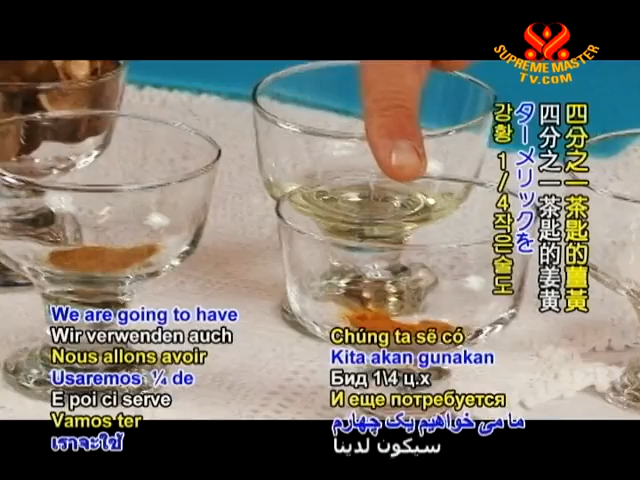 SUPREME MASTER
TV.COM
四分之一茶匙的薑黃
四分之一茶匙的姜黄
ターメリックを
강황 1/4작은술도
We are going to have
Wir verwenden auch
Nous allons avoir
Usaremos ¼ de
E poi ci serve
Vamos ter
เราจะใช้
Chúng ta sẽ có
Kita akan gunakan
Бид 1\4 ц.х
И еще потребуется
ما می خواهیم یک چهارم
سيكون لدينا